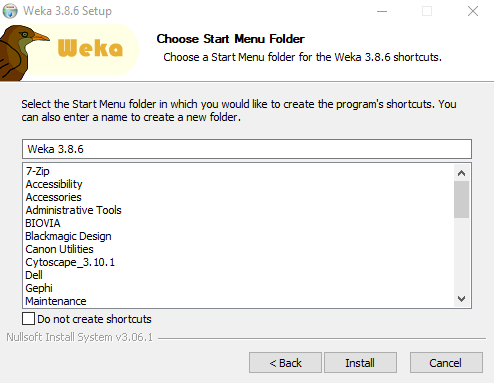 Weka 3.8.6 Setup
Weka
Choose Start Menu Folder
Choose a Start Menu folder for the Weka 3.8.6 shortcuts.
Select the Start Menu folder in which you would like to create the program's shortcuts. You
can also enter a name to create a new folder.
Weka 3.8.6
7-Zip
Accessibility
Accessories
Administrative Tools
BIOVIA
Blackmagic Design
Canon Utilities
Cytoscape_3.10.1
Dell
Gephi
Maintenance
Do not create shortcuts
Nullsoft Install System v3.06.1
< Back
Install
Cancel